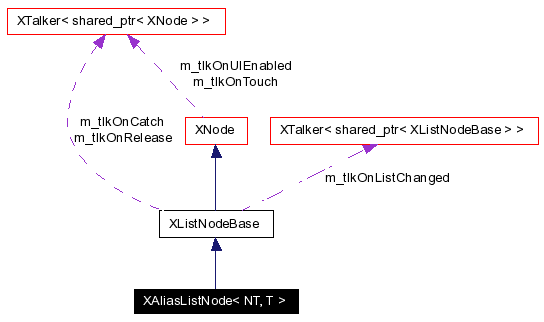 XTalker< shared_ptr< XNode > >
m_tlkOnUIEnabled
m_tlkOnTouch
m_tlkOnCatch
m_tlkOnRelease
XNode
XTalker< shared_ptr< XListNodeBase > >
m_tlkOnListChanged
XListNodeBase
XAliasListNode< NT, T >